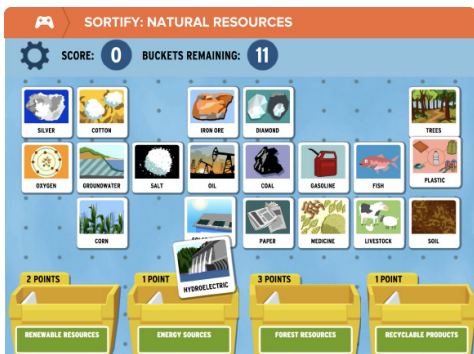 SORTIFY: NATURAL RESOURCES
SCORE: 0 BUCKETS REMAINING: 11
SILVER COTTON IRON ORE DIAMOND TREES
OXYGEN GROUNDWATER SALT OIL COAL GASOLINE FISH PLASTIC
CORN PAPER MEDICINE LIVESTOCK SOIL
HYDROELECTRIC
2 POINTS 1 POINT 3 POINTS 1 POINT
RENEWABLE RESOURCES ENERGY SOURCES FOREST RESOURCES RECYCLABLE PRODUCTS